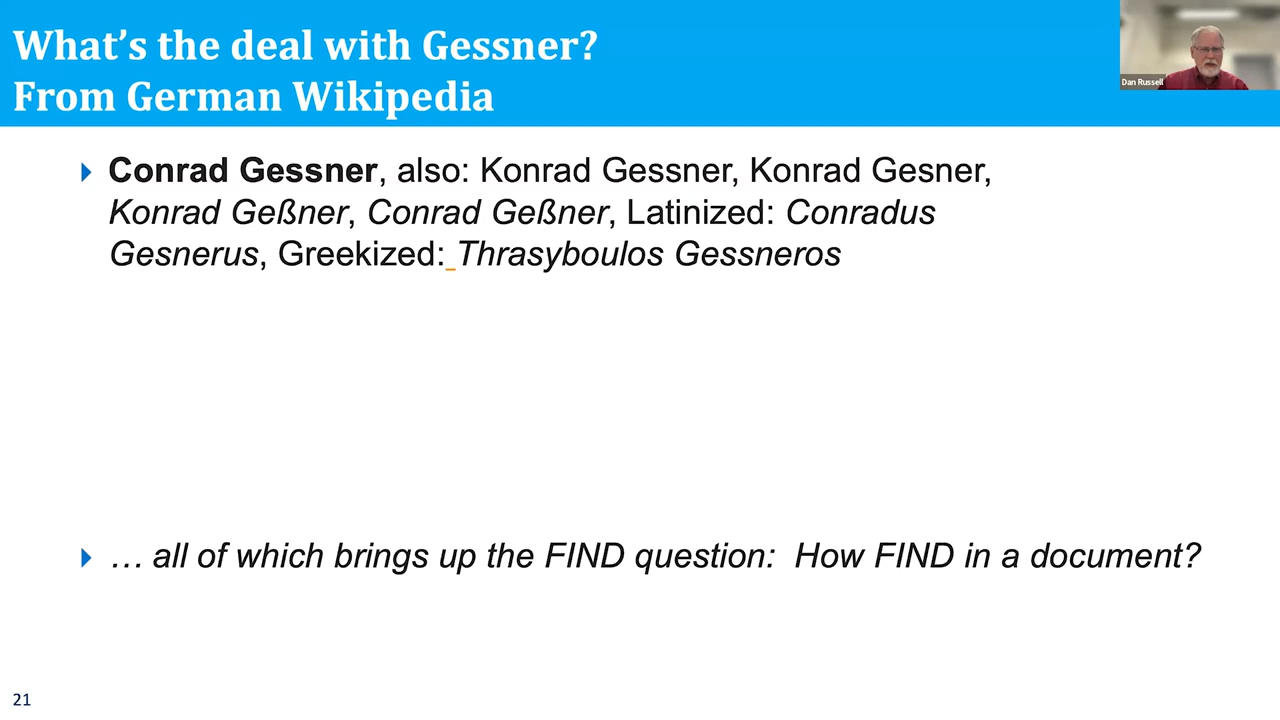 What’s the deal with Gessner?
From German Wikipedia
Dan Russell
Conrad Gessner, also: Konrad Gessner, Konrad Gesner,
Konrad Geßner, Conrad Geßner, Latinized: Conradus
Gesnerus, Greekized: Thrasyboulos Gessneros
… all of which brings up the FIND question:  How FIND in a document?
21